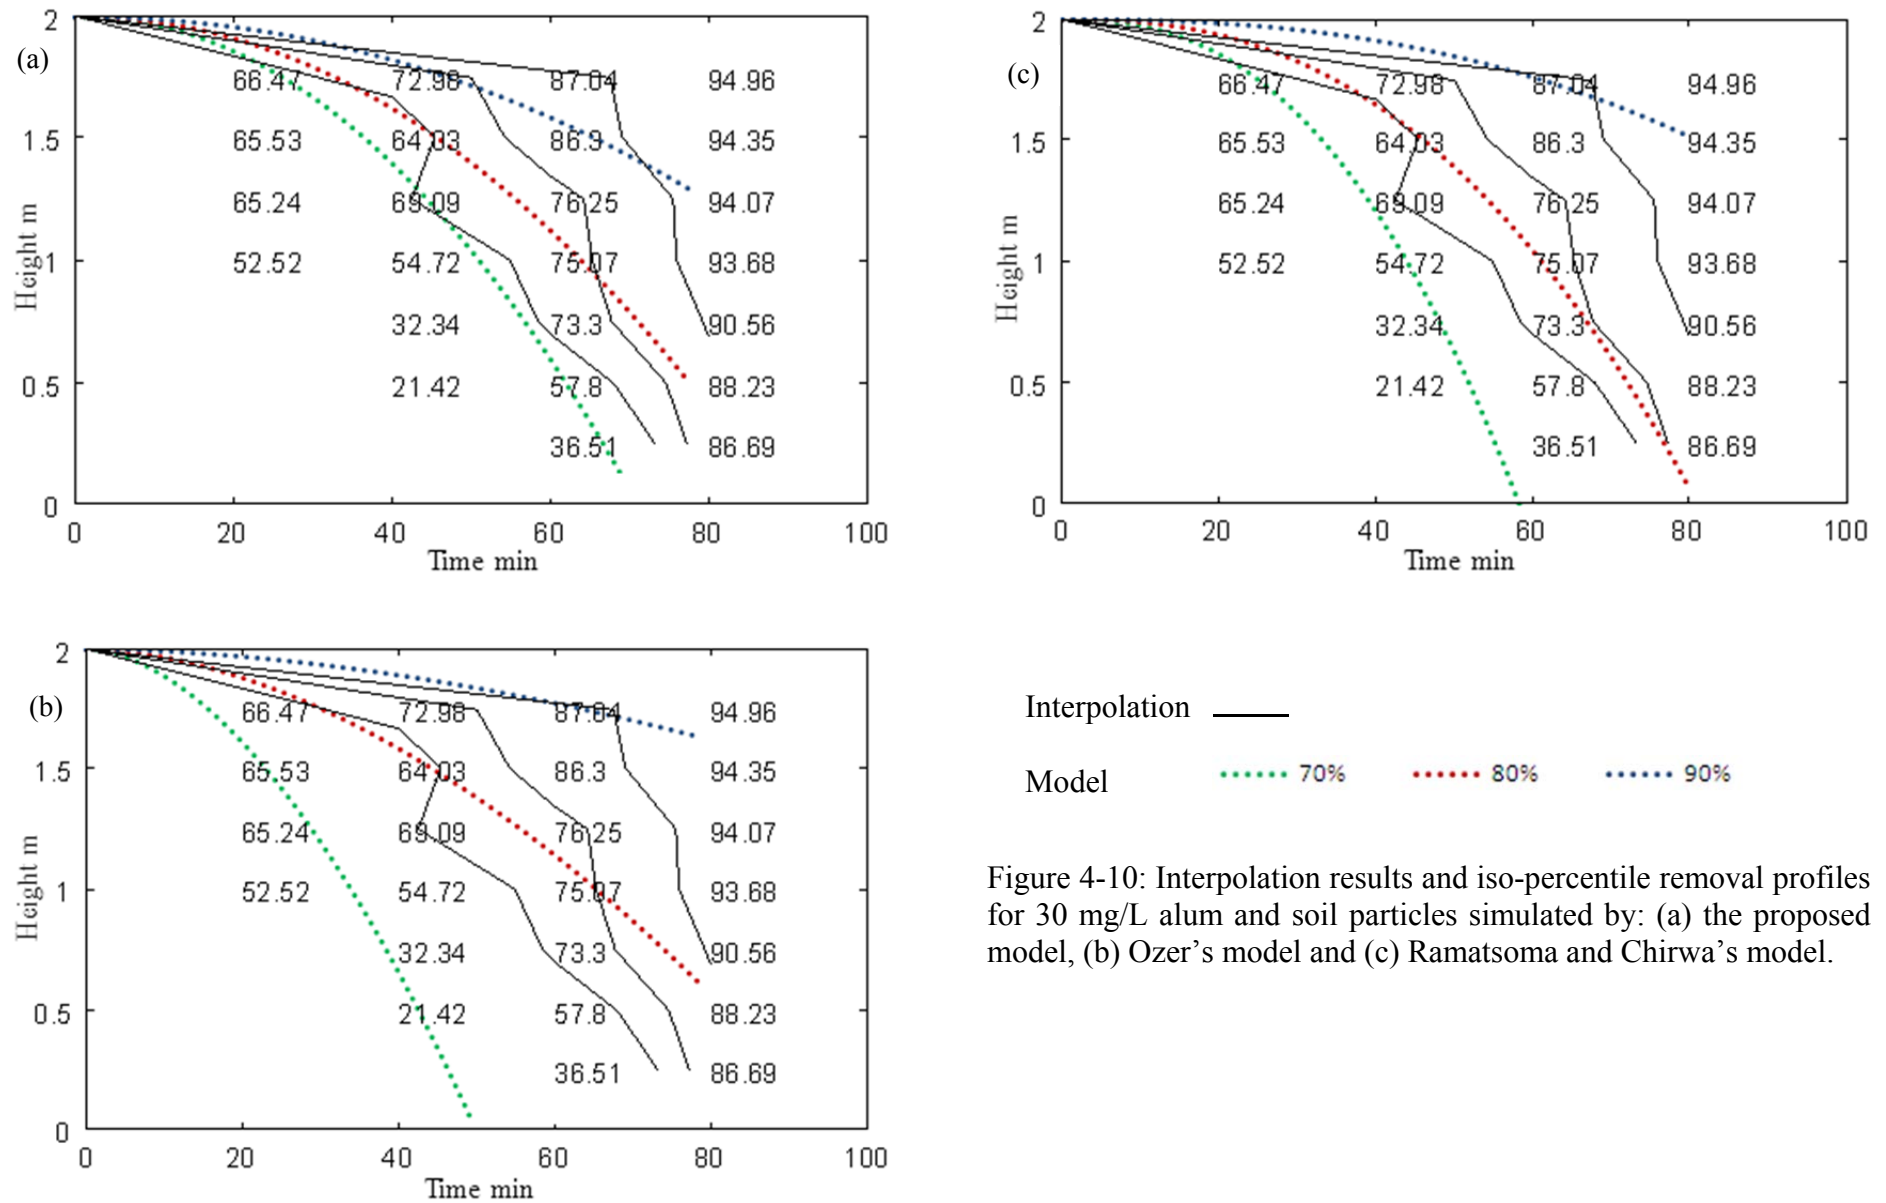 (a)
2
1.5
1
0.5
0
Height m
66.47 72.98 87.04 94.96
65.53 64.03 86.3 94.35
65.24 69.09 76.25 94.07
52.52 54.72 75.07 93.68
32.34 73.3 90.56
21.42 57.8 88.23
36.51 86.69
0 20 40 60 80 100
Time min
(c)
2
1.5
1
0.5
0
Height m
66.47 72.98 87.04 94.96
65.53 64.03 86.3 94.35
65.24 69.09 76.25 94.07
52.52 54.72 75.07 93.68
32.34 73.3 90.56
21.42 57.8 88.23
36.51 86.69
0 20 40 60 80 100
Time min
(b)
2
1.5
1
0.5
0
Height m
66.47 72.98 87.04 94.96
65.53 64.03 86.3 94.35
65.24 69.09 76.25 94.07
52.52 54.72 75.07 93.68
32.34 73.3 90.56
21.42 57.8 88.23
36.51 86.69
0 20 40 60 80 100
Time min
Interpolation
Model 70% 80% 90%
Figure 4-10: Interpolation results and iso-percentile removal profiles
for 30 mg/L alum and soil particles simulated by: (a) the proposed
model, (b) Ozer’s model and (c) Ramatsoma and Chirwa’s model.